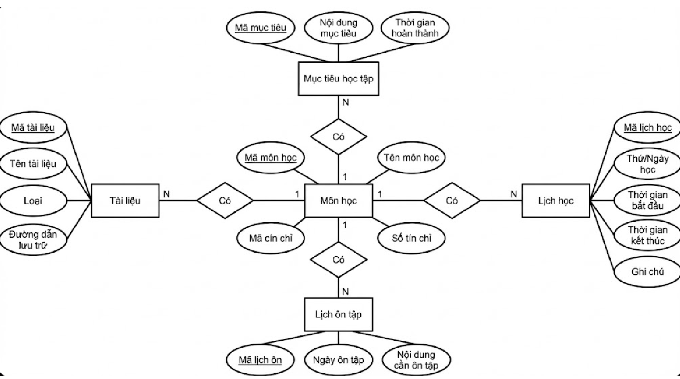 Mã mục tiêu
Nội dung
mục tiêu
Thời gian
hoàn thành
Mục tiêu học tập
N
Có
1
Mã môn học
Tên môn học
Mã tài liệu
Tên tài liệu
Loại
Đường dẫn
lưu trữ
Tài liệu
N
Có
1
Môn học
1
Có
N
Lịch học
Mã lịch học
Thứ/Ngày
học
Thời gian
bắt đầu
Thời gian
kết thúc
Ghi chú
Mã cín chỉ
Số tín chỉ
1
Có
N
Lịch ôn tập
Mã lịch ôn
Ngày ôn tập
Nội dung
cần ôn tập